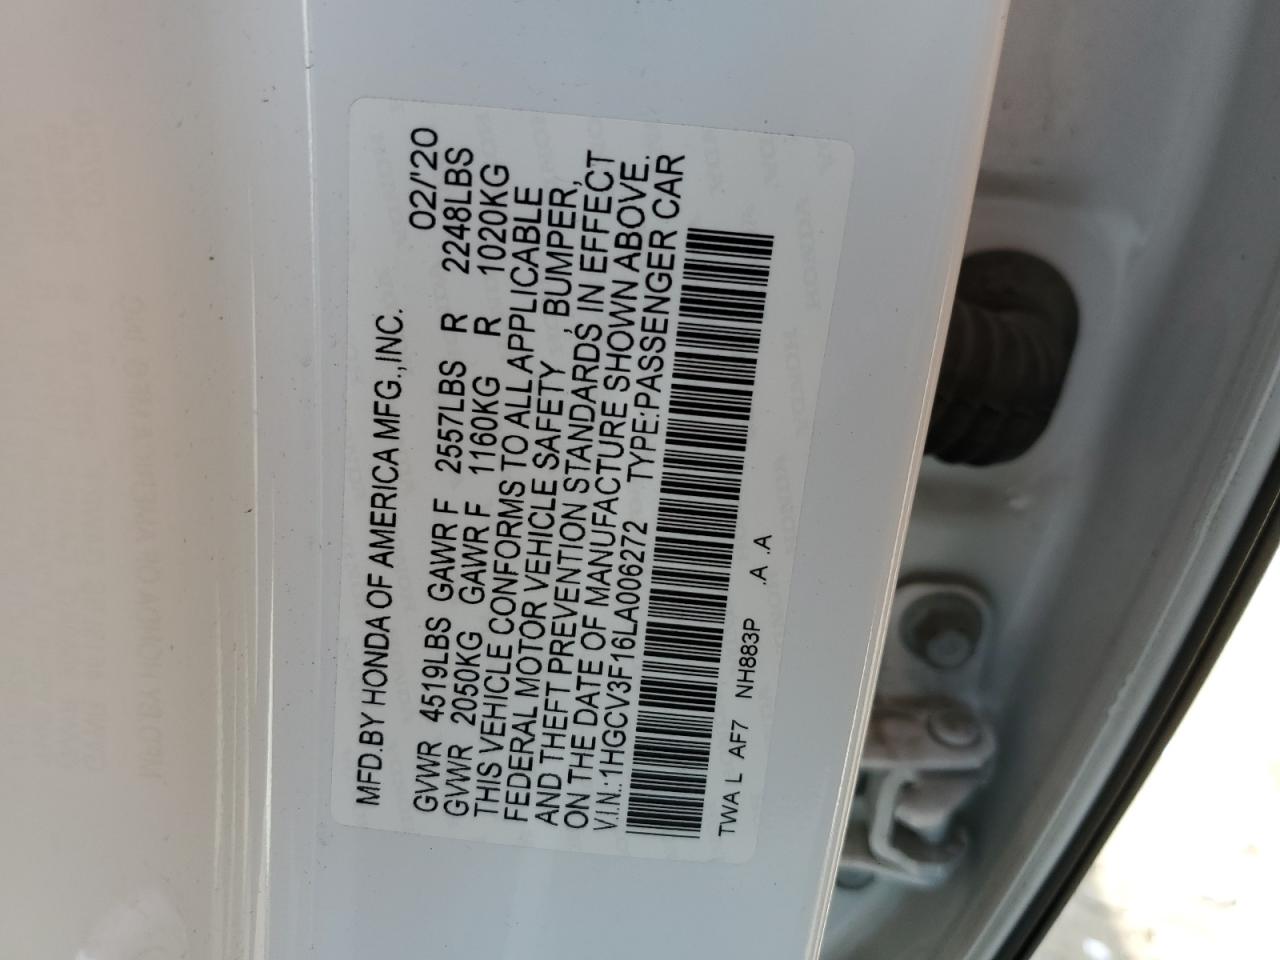 MFD.BY HONDA OF AMERICA MFG.,INC. 02/'20
GVWR 4519LBS GAWR F 2557LBS R 2248LBS
GVWR 2050KG GAWR F 1160KG R 1020KG
THIS VEHICLE CONFORMS TO ALL APPLICABLE
FEDERAL MOTOR VEHICLE SAFETY , BUMPER,
AND THEFT PREVENTION STANDARDS IN EFFECT
ON THE DATE OF MANUFACTURE SHOWN ABOVE.
V.I.N.:1HGCV3F16LA006272 TYPE:PASSENGER CAR
TWA L AF7 NH883P .A .A